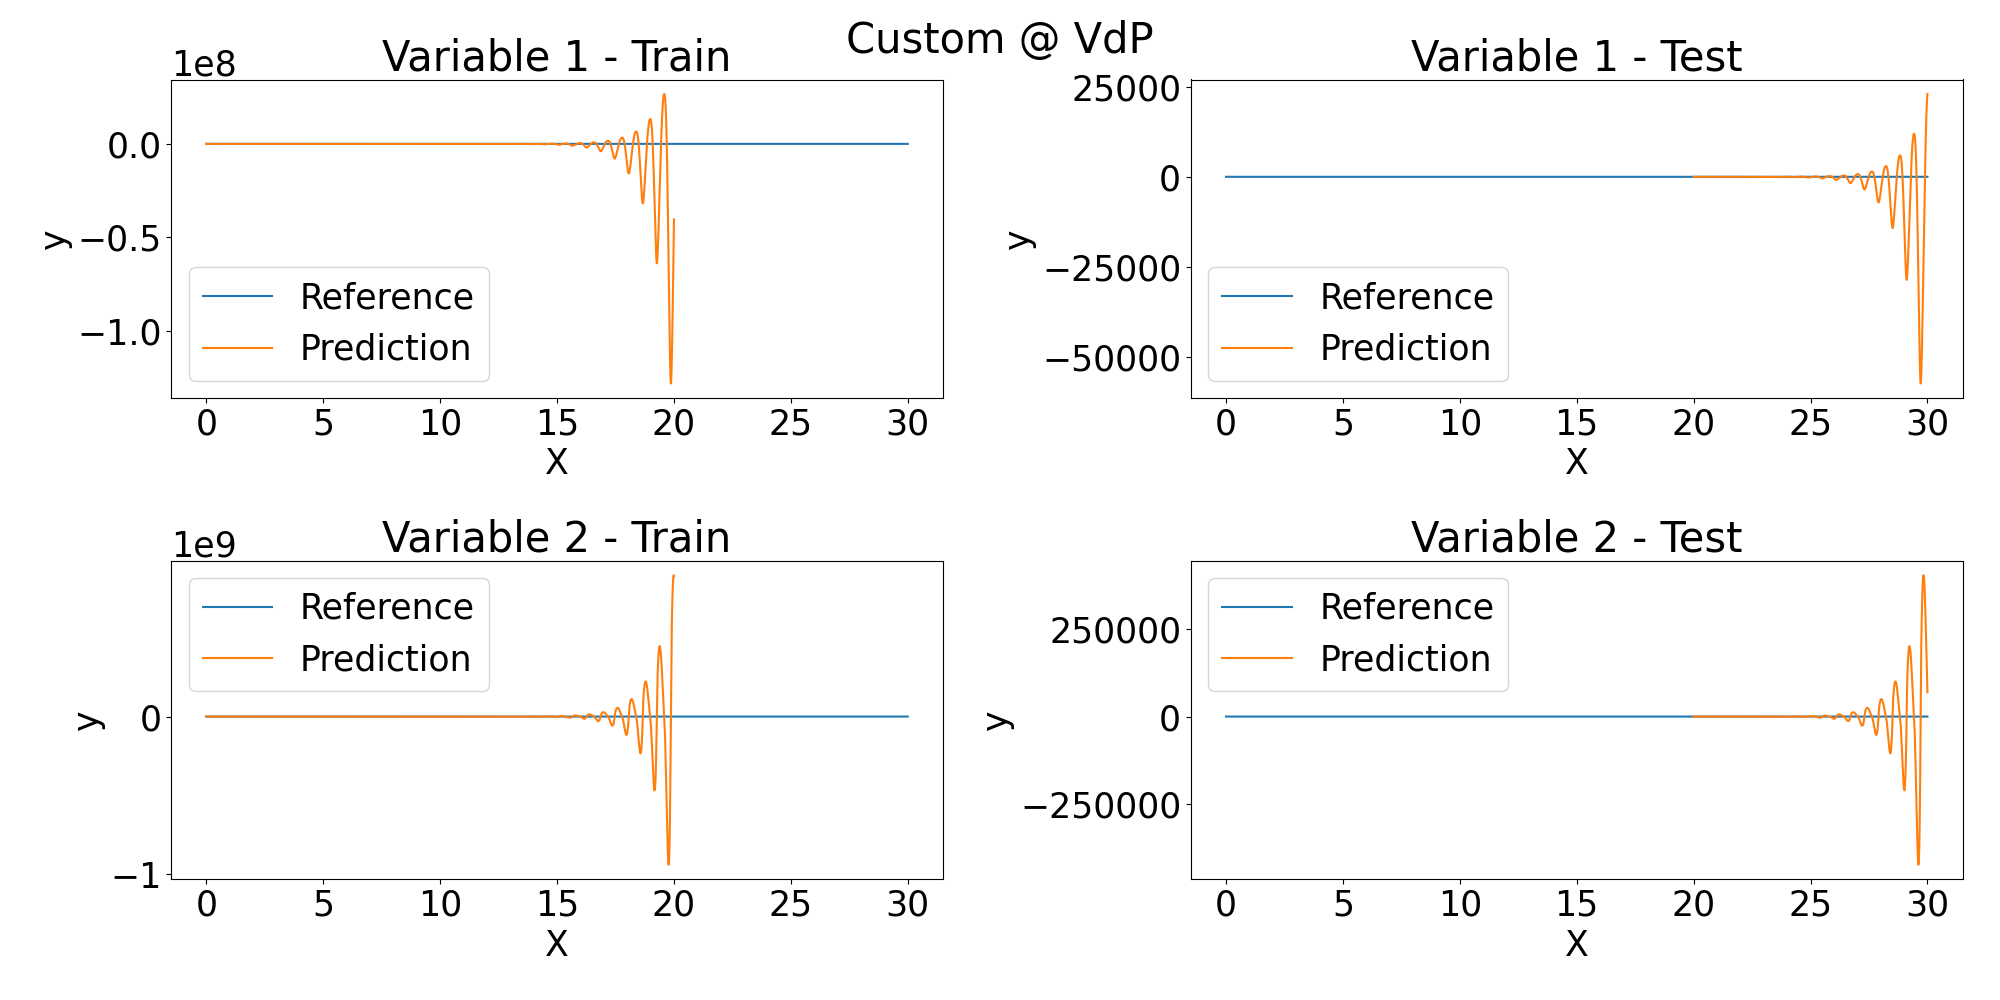 Custom @ VdP
Variable 1 - Train
1e8
0.0
−0.5
−1.0
y
Reference
Prediction
0 5 10 15 20 25 30
X
Variable 1 - Test
25000
0
−25000
−50000
y
Reference
Prediction
0 5 10 15 20 25 30
X
Variable 2 - Train
1e9
0
−1
y
Reference
Prediction
0 5 10 15 20 25 30
X
Variable 2 - Test
250000
0
−250000
y
Reference
Prediction
0 5 10 15 20 25 30
X